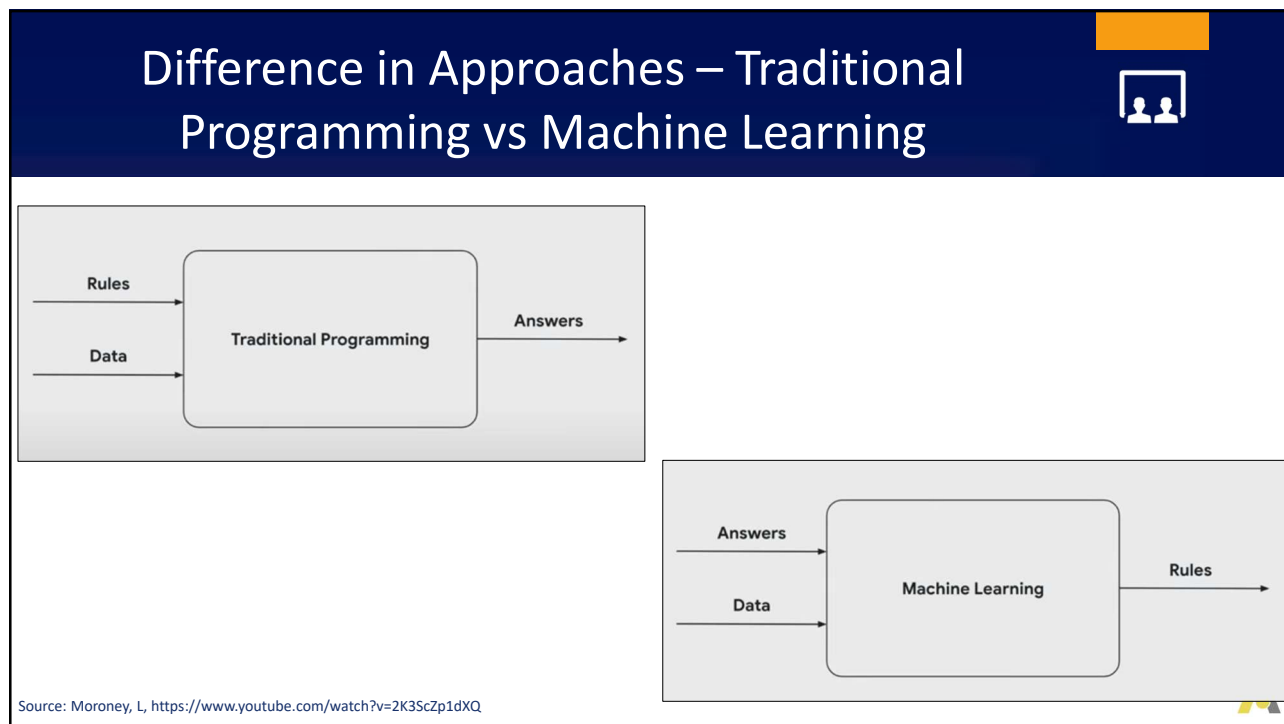 Difference in Approaches – Traditional
Programming vs Machine Learning
Rules
Data
Traditional Programming
Answers
Answers
Data
Machine Learning
Rules
Source: Moroney, L, https://www.youtube.com/watch?v=2K3ScZp1dXQ